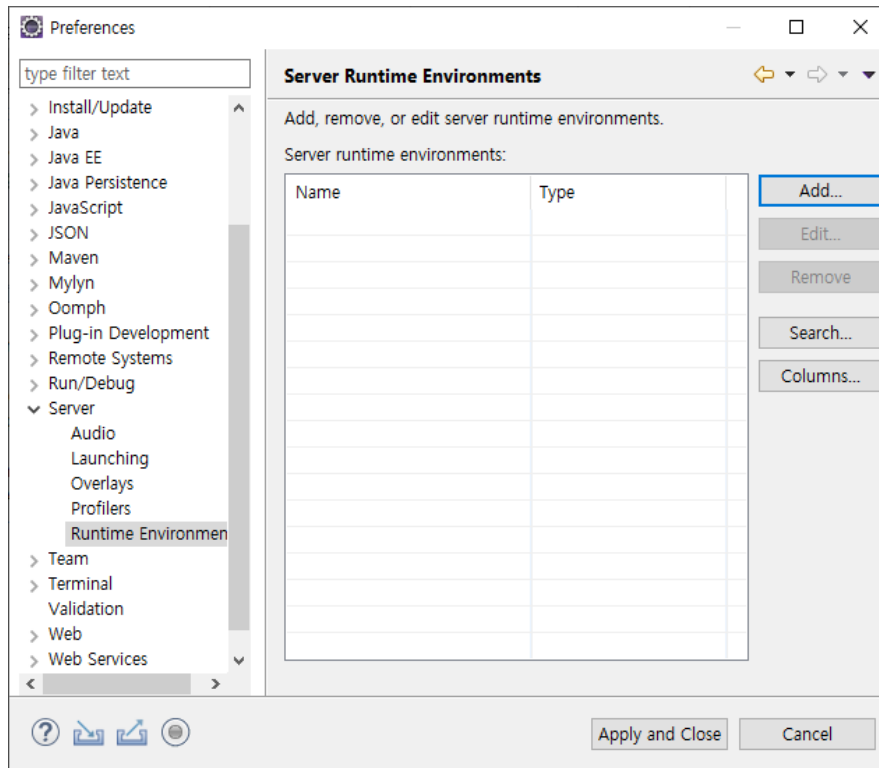 Preferences
type filter text
Install/Update
Java
Java EE
Java Persistence
JavaScript
JSON
Maven
Mylyn
Oomph
Plug-in Development
Remote Systems
Run/Debug
Server
Audio
Launching
Overlays
Profilers
Runtime Environmen
Team
Terminal
Validation
Web
Web Services
Server Runtime Environments
Add, remove, or edit server runtime environments.
Server runtime environments:
Name Type
Add...
Edit...
Remove
Search...
Columns...
Apply and Close Cancel